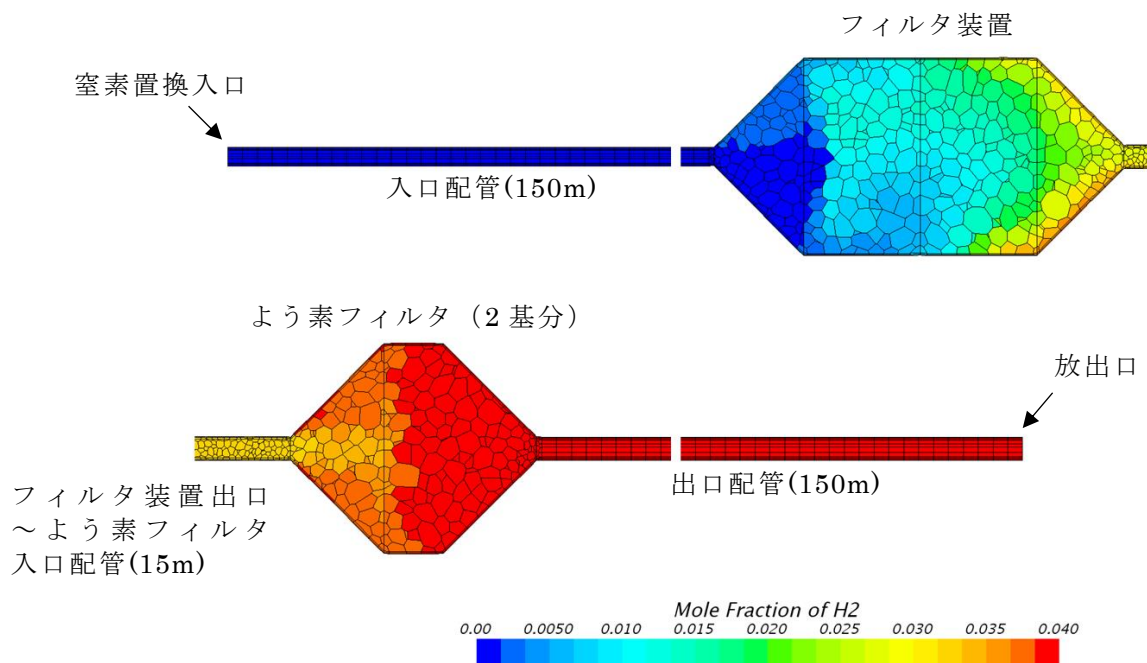 フィルタ装置
窒素置換入口
入口配管(150m)
よう素フィルタ（2 基分）
放出口
出口配管(150m)
フィルタ装置出口
～よう素フィルタ
入口配管(15m)
Mole Fraction of H2
0.00 0.0050 0.010 0.015 0.020 0.025 0.030 0.035 0.040